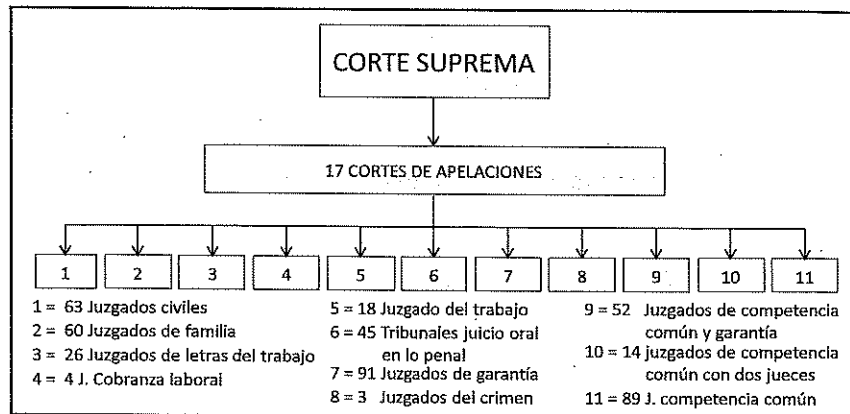 CORTE SUPREMA
17 CORTES DE APELACIONES
1 2 3 4 5 6 7 8 9 10 11
1 = 63 Juzgados civiles
2 = 60 Juzgados de familia
3 = 26 Juzgados de letras del trabajo
4 = 4 J. Cobranza laboral
5 = 18 Juzgado del trabajo
6 = 45 Tribunales juicio oral
en lo penal
7 = 91 Juzgados de garantía
8 = 3 Juzgados del crimen
9 = 52 Juzgados de competencia
común y garantía
10 = 14 juzgados de competencia
común con dos jueces
11 = 89 J. competencia común